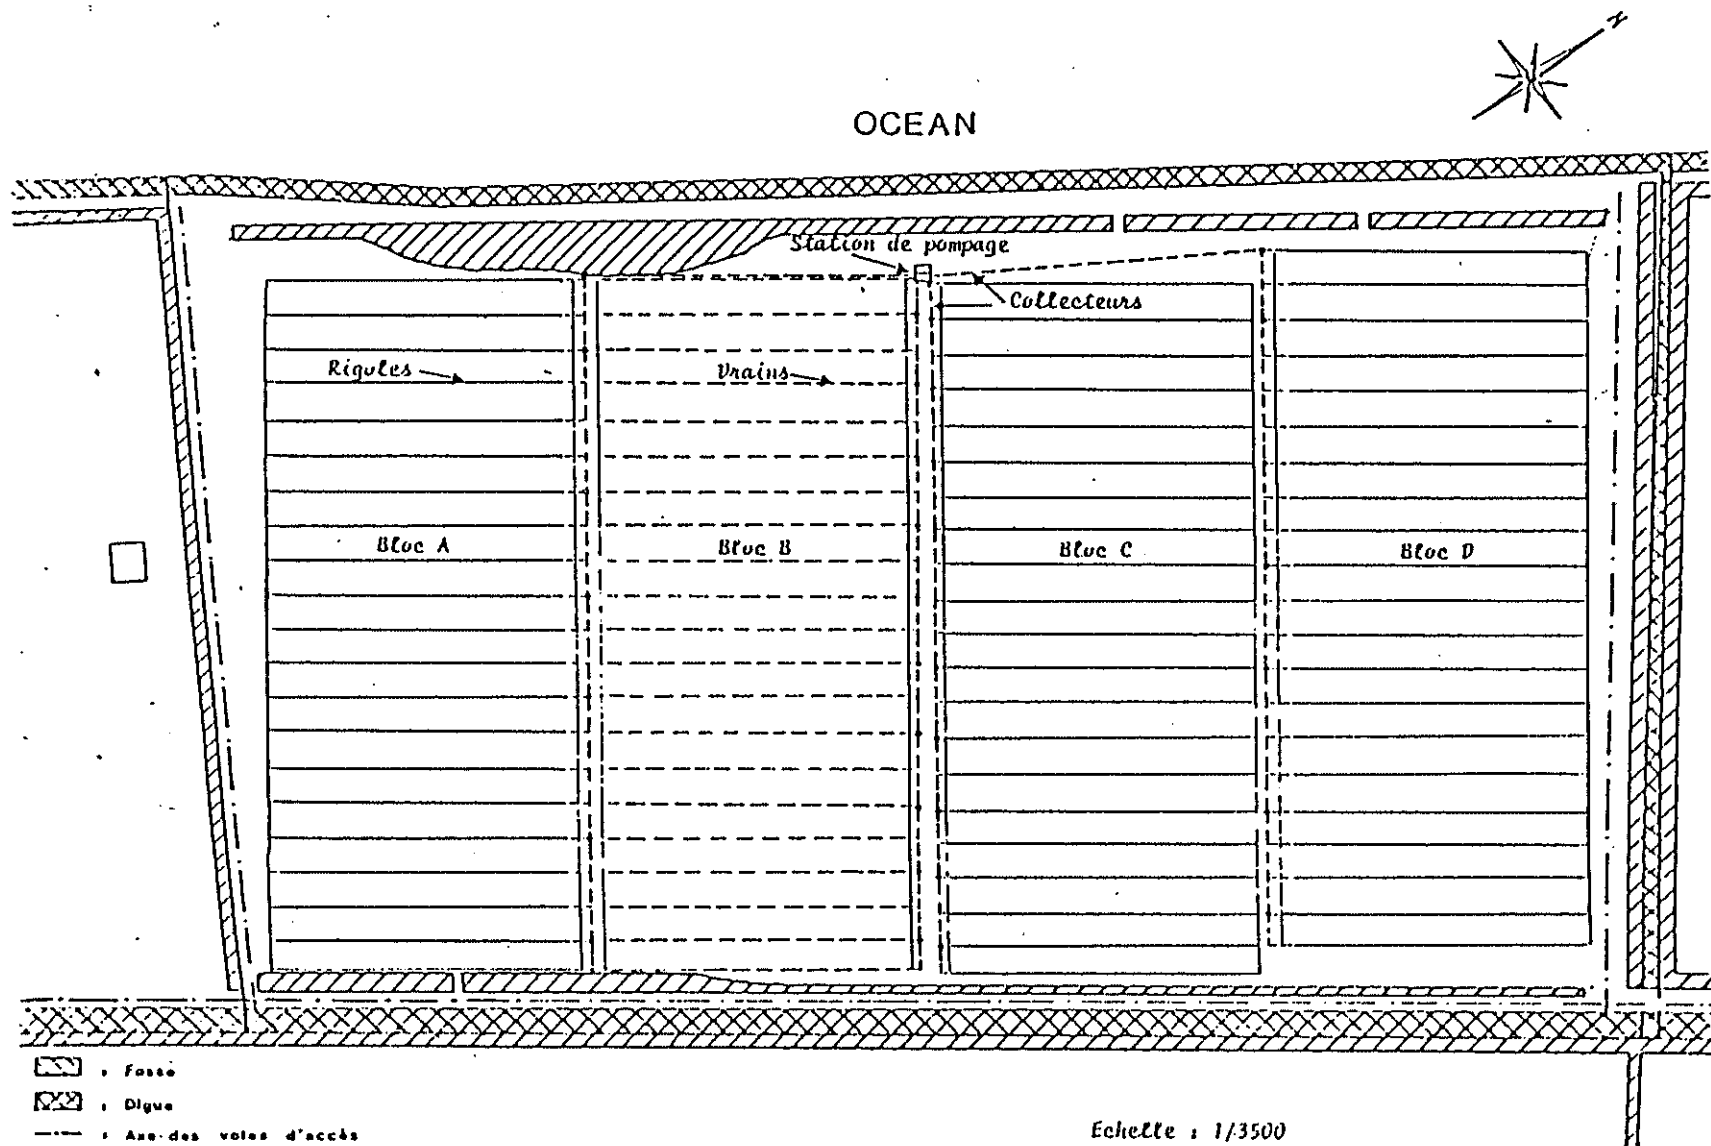 N
OCEAN
Station de pompage
Collecteurs
Rigoles
Drains
Bloc A
Bloc B
Bloc C
Bloc D
: Fossé
: Digue
: Axe des voies d'accès
Echelle : 1/3500